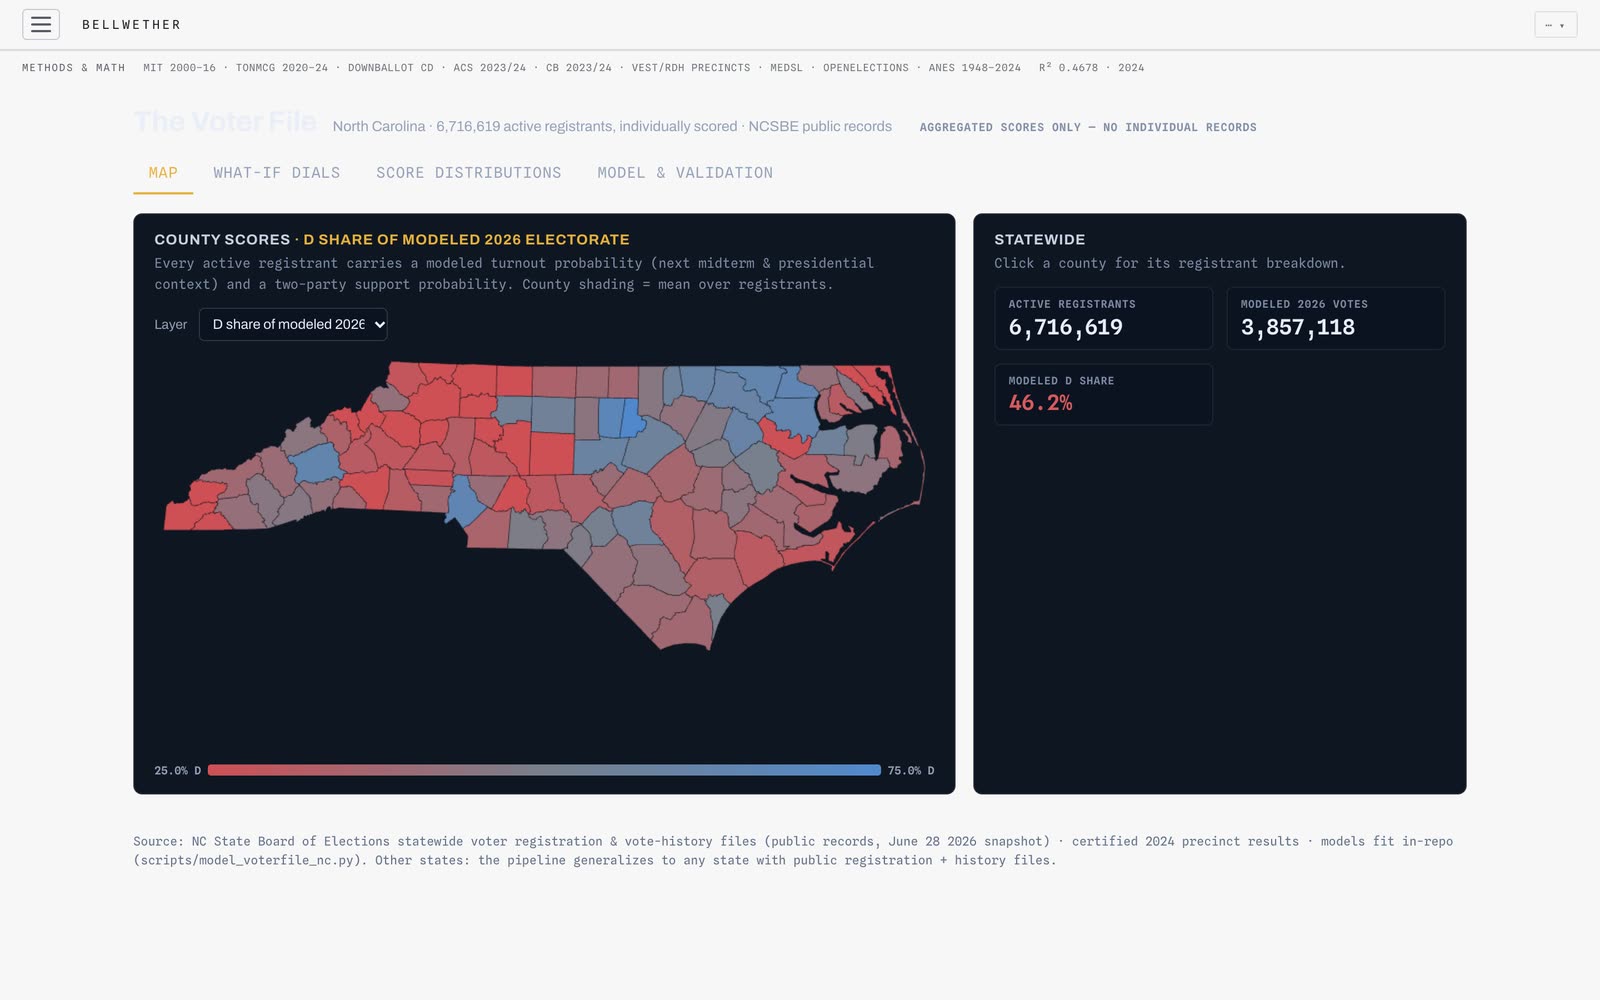 BELLWETHER
… ▾
METHODS & MATH MIT 2000–16 · TONMCG 2020–24 · DOWNBALLOT CD · ACS 2023/24 · CB 2023/24 · VEST/RDH PRECINCTS · MEDSL · OPENELECTIONS · ANES 1948–2024 R² 0.4678 · 2024
The Voter File North Carolina · 6,716,619 active registrants, individually scored · NCSBE public records AGGREGATED SCORES ONLY — NO INDIVIDUAL RECORDS
MAP WHAT-IF DIALS SCORE DISTRIBUTIONS MODEL & VALIDATION
COUNTY SCORES · D SHARE OF MODELED 2026 ELECTORATE
Every active registrant carries a modeled turnout probability (next midterm & presidential
context) and a two-party support probability. County shading = mean over registrants.
Layer D share of modeled 2026
25.0% D 75.0% D
STATEWIDE
Click a county for its registrant breakdown.
ACTIVE REGISTRANTS
6,716,619
MODELED 2026 VOTES
3,857,118
MODELED D SHARE
46.2%
Source: NC State Board of Elections statewide voter registration & vote-history files (public records, June 28 2026 snapshot) · certified 2024 precinct results · models fit in-repo
(scripts/model_voterfile_nc.py). Other states: the pipeline generalizes to any state with public registration + history files.